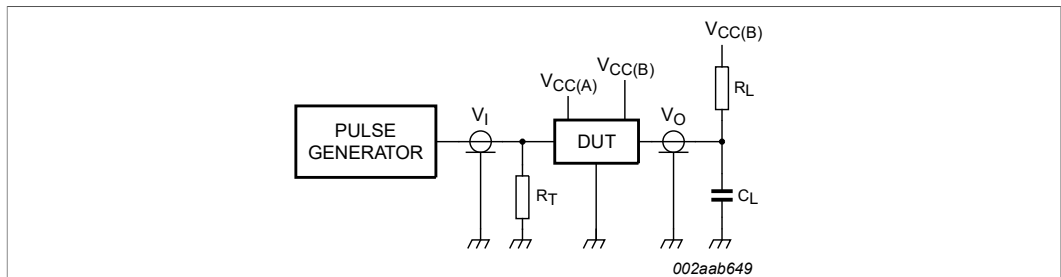 VCC(B)
VCC(B)
VCC(A)
RL
VI
VO
PULSE
GENERATOR
DUT
RT
CL
002aab649